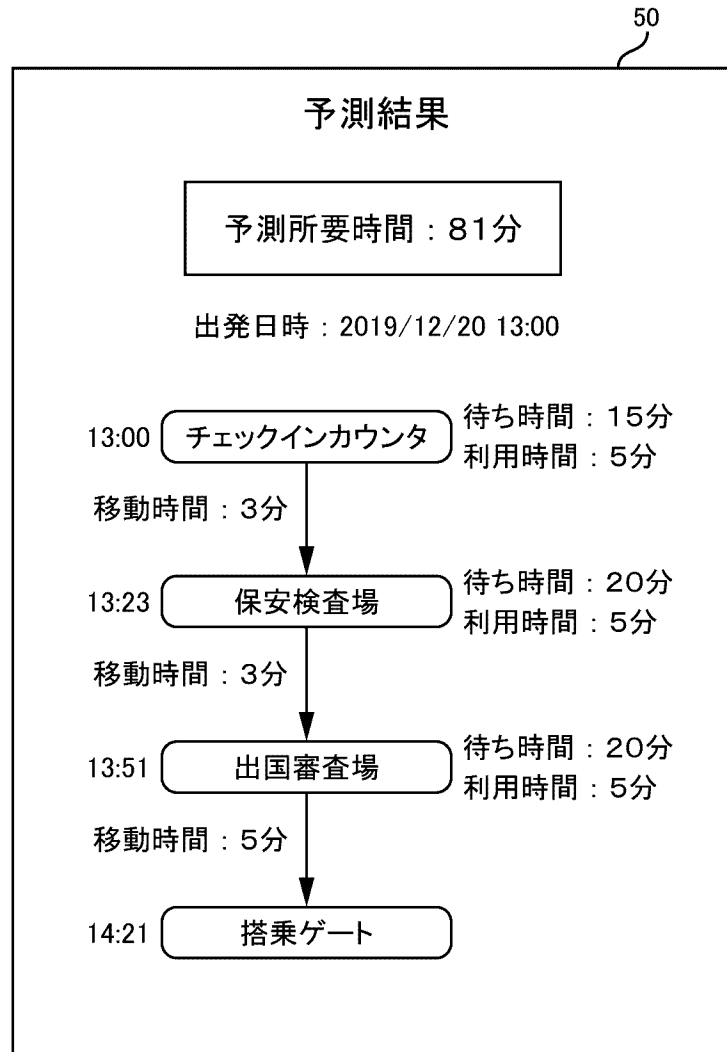 50
予測結果
予測所要時間：81分
出発日時：2019/12/20 13:00
13:00 チェックインカウンタ 待ち時間：15分
利用時間：5分
移動時間：3分
13:23 保安検査場 待ち時間：20分
利用時間：5分
移動時間：3分
13:51 出国審査場 待ち時間：20分
利用時間：5分
移動時間：5分
14:21 搭乗ゲート